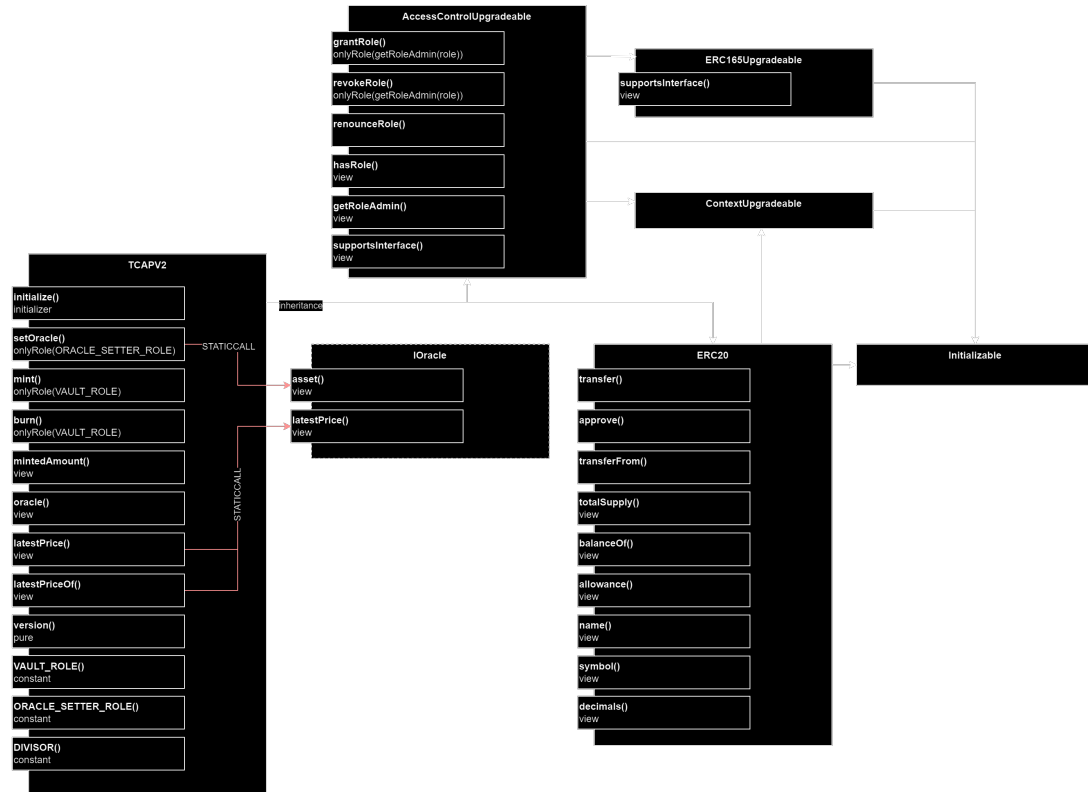 AccessControlUpgradeable
grantRole()
onlyRole(getRoleAdmin(role))
revokeRole()
onlyRole(getRoleAdmin(role))
renounceRole()
hasRole()
view
getRoleAdmin()
view
supportsInterface()
view
ERC165Upgradeable
supportsInterface()
view
ContextUpgradeable
TCAPV2
initialize()
initializer
setOracle()
onlyRole(ORACLE_SETTER_ROLE)
mint()
onlyRole(VAULT_ROLE)
burn()
onlyRole(VAULT_ROLE)
mintedAmount()
view
oracle()
view
latestPrice()
view
latestPriceOf()
view
version()
pure
VAULT_ROLE()
constant
ORACLE_SETTER_ROLE()
constant
DIVISOR()
constant
inheritance
STATICCALL
STATICCALL
IOracle
asset()
view
latestPrice()
view
ERC20
transfer()
approve()
transferFrom()
totalSupply()
view
balanceOf()
view
allowance()
view
name()
view
symbol()
view
decimals()
view
Initializable